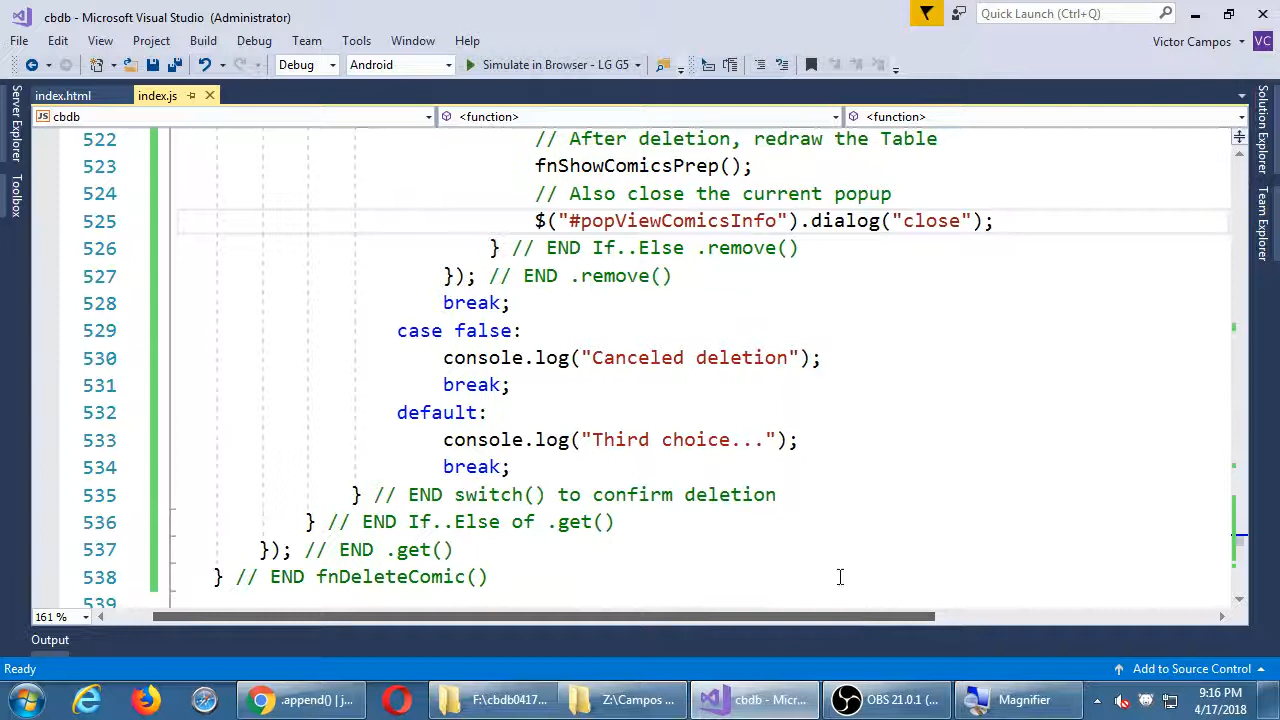 cbdb - Microsoft Visual Studio (Administrator)
Quick Launch (Ctrl+Q)
File Edit View Project Build Debug Team Tools Window Help
Victor Campos VC
Debug Android Simulate in Browser - LG G5
Server Explorer
Toolbox
Solution Explorer
Team Explorer
index.html index.js
cbdb <function> <function>
522 // After deletion, redraw the Table
523 fnShowComicsPrep();
524 // Also close the current popup
525 $("#popViewComicsInfo").dialog("close");
526 } // END If..Else .remove()
527 }); // END .remove()
528 break;
529 case false:
530 console.log("Canceled deletion");
531 break;
532 default:
533 console.log("Third choice...");
534 break;
535 } // END switch() to confirm deletion
536 } // END If..Else of .get()
537 }); // END .get()
538 } // END fnDeleteComic()
539
161 %
Output
Ready
Add to Source Control
.append() | j... F:\cbdb0417... Z:\Campos ... cbdb - Micr... OBS 21.0.1 (... Magnifier
9:16 PM
4/17/2018